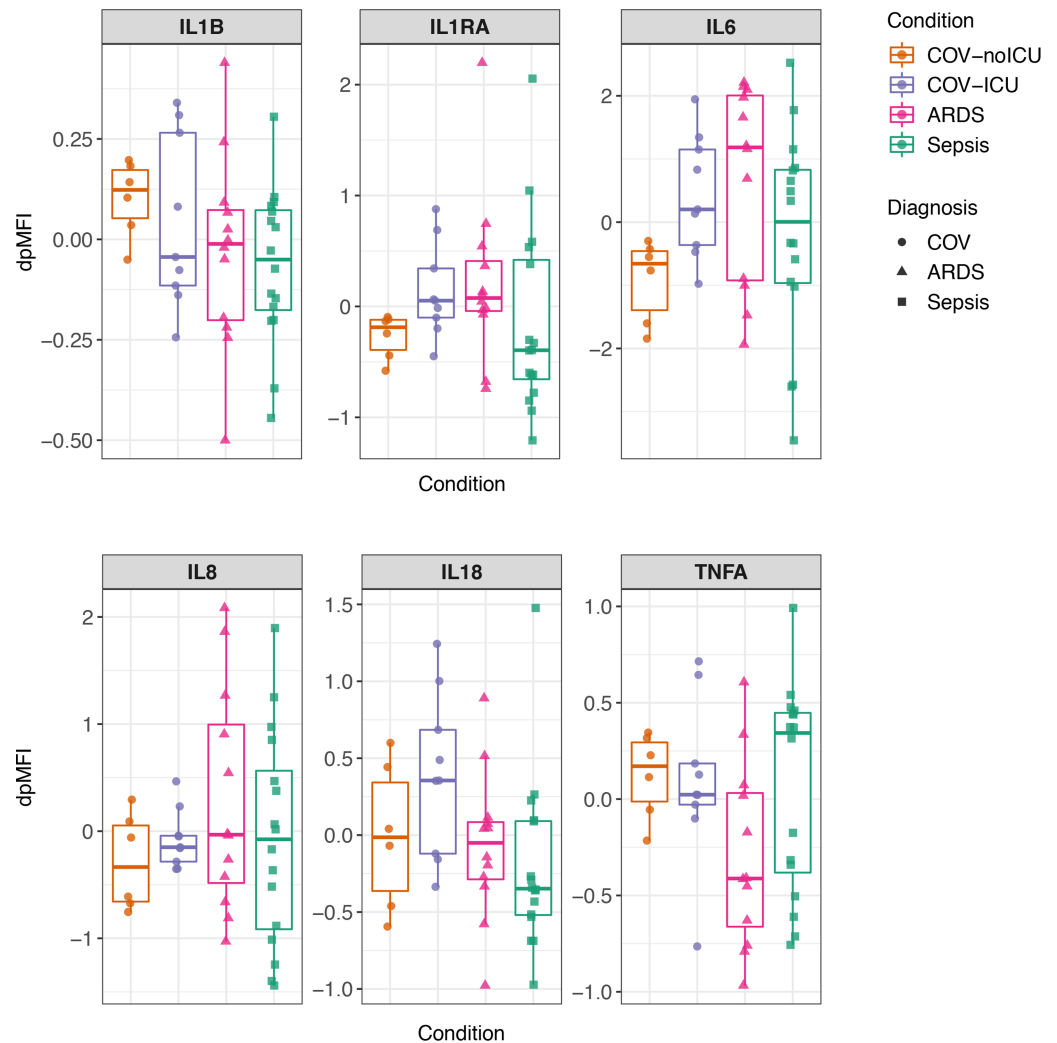 IL1B IL1RA IL6
dpMFI
0.25
0.00
−0.25
−0.50
2
1
0
−1
2
0
−2
Condition
Condition
COV−noICU
COV−ICU
ARDS
Sepsis
Diagnosis
COV
ARDS
Sepsis
IL8 IL18 TNFA
dpMFI
2
1
0
−1
1.5
1.0
0.5
0.0
−0.5
−1.0
1.0
0.5
0.0
−0.5
−1.0
Condition